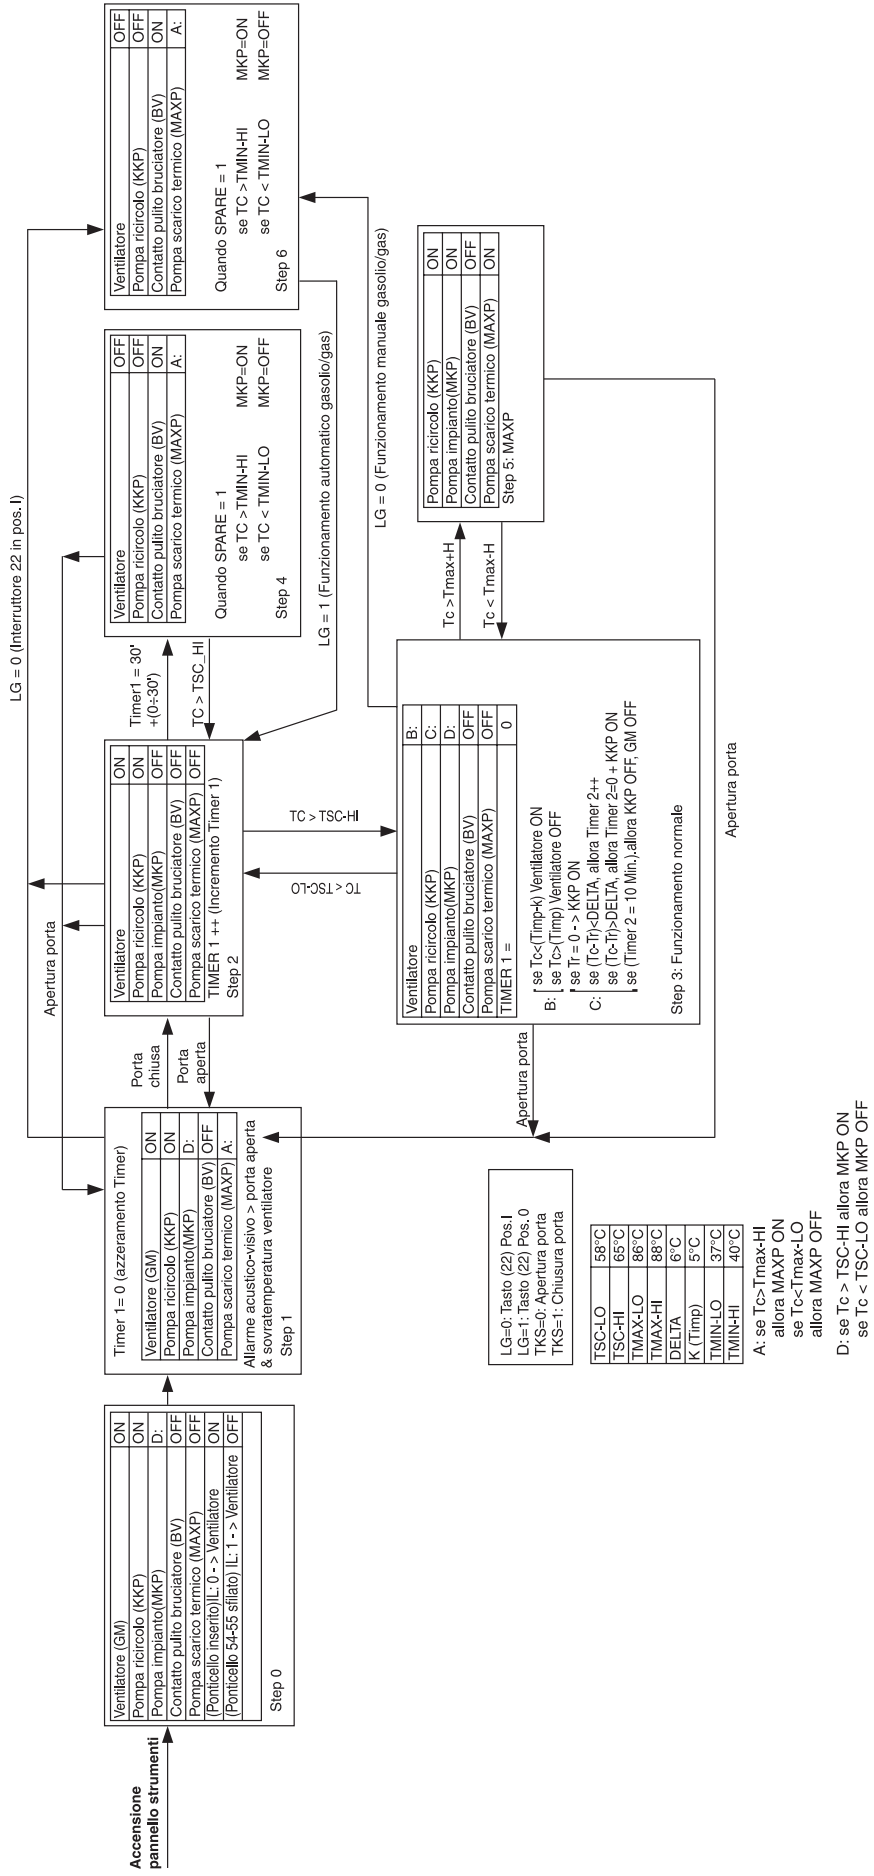 Accensione
pannello strumenti
Ventilatore (GM) ON
Pompa ricircolo (KKP) ON
Pompa impianto(MKP) D:
Contatto pulito bruciatore (BV) OFF
Pompa scarico termico (MAXP) OFF
(Ponticello inserito)IL: 0 - > Ventilatore ON
(Ponticello 54-55 sfilato) IL: 1 - > Ventilatore OFF
Step 0
Timer 1= 0 (azzeramento Timer)
Ventilatore (GM) ON
Pompa ricircolo (KKP) ON
Pompa impianto(MKP) D:
Contatto pulito bruciatore (BV) OFF
Pompa scarico termico (MAXP) A:
Allarme acustico-visivo > porta aperta
& sovratemperatura ventilatore
Step 1
Porta
chiusa
Porta
aperta
Apertura porta
LG = 0 (Interruttore 22 in pos. I)
Ventilatore ON
Pompa ricircolo (KKP) ON
Pompa impianto(MKP) OFF
Contatto pulito bruciatore (BV) OFF
Pompa scarico termico (MAXP) OFF
TIMER 1 ++ (Incremento Timer 1)
Step 2
Timer1 = 30'
+(0÷30')
TC > TSC_HI
Ventilatore OFF
Pompa ricircolo (KKP) OFF
Contatto pulito bruciatore (BV) ON
Pompa scarico termico (MAXP) A:
Quando SPARE = 1
se TC >TMIN-HI MKP=ON
se TC < TMIN-LO MKP=OFF
Step 4
Ventilatore OFF
Pompa ricircolo (KKP) OFF
Contatto pulito bruciatore (BV) ON
Pompa scarico termico (MAXP) A:
Quando SPARE = 1
se TC >TMIN-HI MKP=ON
se TC < TMIN-LO MKP=OFF
Step 6
LG = 1 (Funzionamento automatico gasolio/gas)
TC < TSC-LO
TC > TSC-HI
LG = 0 (Funzionamento manuale gasolio/gas)
Ventilatore B:
Pompa ricircolo (KKP) C:
Pompa impianto(MKP) D:
Contatto pulito bruciatore (BV) OFF
Pompa scarico termico (MAXP) OFF
TIMER 1 = 0
se Tc<(Timp-k) Ventilatore ON
B: se Tc>(Timp) Ventilatore OFF
se Tr = 0 - > KKP ON
C: se (Tc-Tr)<DELTA, allora Timer 2++
se (Tc-Tr)>DELTA, allora Timer 2=0 + KKP ON
se (Timer 2 = 10 Min.).allora KKP OFF, GM OFF
Step 3: Funzionamento normale
Tc >Tmax+H
Tc < Tmax-H
Pompa ricircolo (KKP) ON
Pompa impianto(MKP) ON
Contatto pulito bruciatore (BV) OFF
Pompa scarico termico (MAXP) ON
Step 5: MAXP
Apertura porta
Apertura porta
LG=0: Tasto (22) Pos.I
LG=1: Tasto (22) Pos. 0
TKS=0: Apertura porta
TKS=1: Chiusura porta
TSC-LO 58°C
TSC-HI 65°C
TMAX-LO 86°C
TMAX-HI 88°C
DELTA 6°C
K (Timp) 5°C
TMIN-LO 37°C
TMIN-HI 40°C
A: se Tc>Tmax-HI
allora MAXP ON
se Tc<Tmax-LO
allora MAXP OFF
D: se Tc > TSC-HI allora MKP ON
se Tc < TSC-LO allora MKP OFF